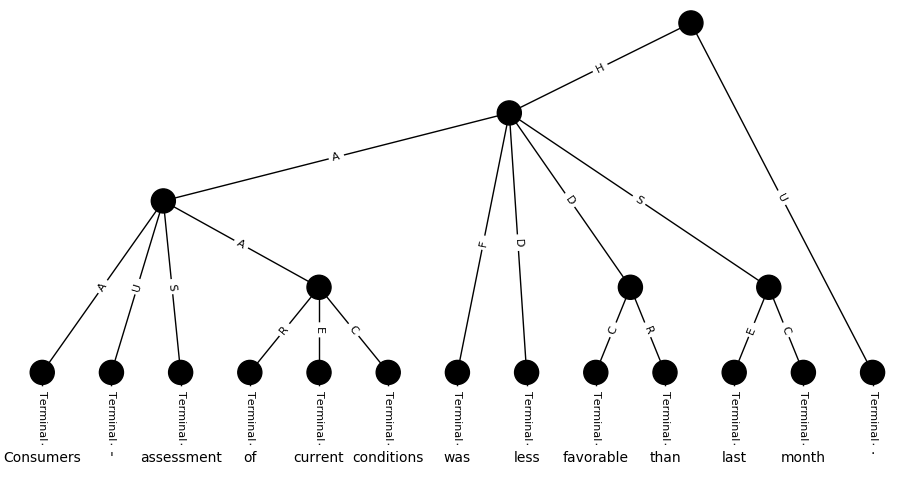 H
A
U
A
F
D
D
S
A
U
S
A
R
E
C
C
R
E
C
Terminal Terminal Terminal Terminal Terminal Terminal Terminal Terminal Terminal Terminal Terminal Terminal Terminal
Consumers ' assessment of current conditions was less favorable than last month .